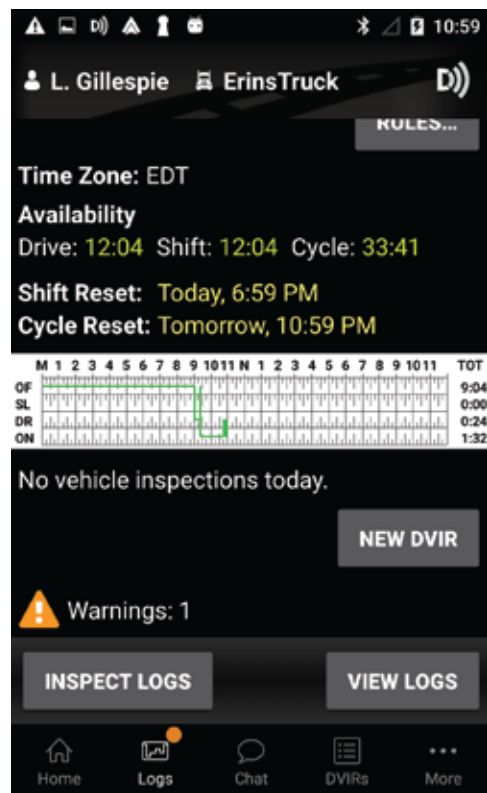 10:59
L. Gillespie ErinsTruck D))
RULES...
Time Zone: EDT
Availability
Drive: 12:04 Shift: 12:04 Cycle: 33:41
Shift Reset: Today, 6:59 PM
Cycle Reset: Tomorrow, 10:59 PM
M 1 2 3 4 5 6 7 8 9 10 11 N 1 2 3 4 5 6 7 8 9 10 11 TOT
OF 9:04
SL 0:00
DR 0:24
ON 1:32
No vehicle inspections today.
NEW DVIR
Warnings: 1
INSPECT LOGS VIEW LOGS
Home Logs Chat DVIRs More